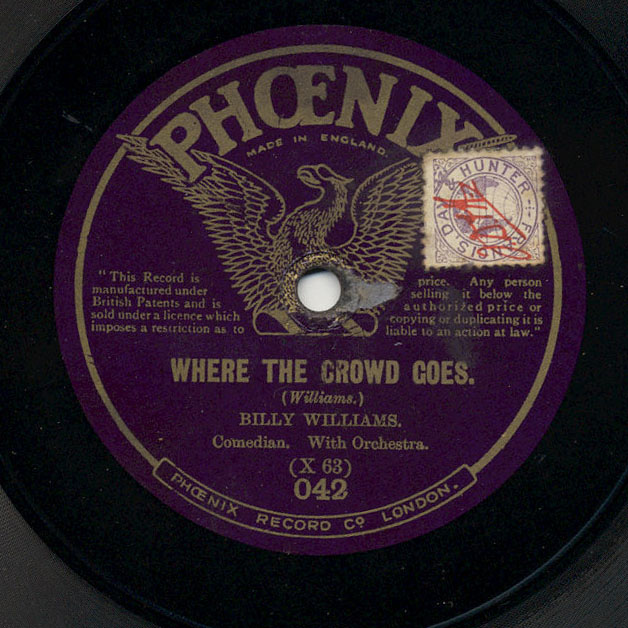 PHŒNIX
MADE IN ENGLAND.
FRANCIS, DAY & HUNTER
"This Record is
manufactured under
British Patents and is
sold under a licence which
imposes a restriction as to
price. Any person
selling it below the
authorized price or
copying or duplicating it is
liable to an action at law."
WHERE THE CROWD GOES.
(Williams.)
BILLY WILLIAMS.
Comedian. With Orchestra.
(X 63)
042
PHŒNIX RECORD Cº LONDON.